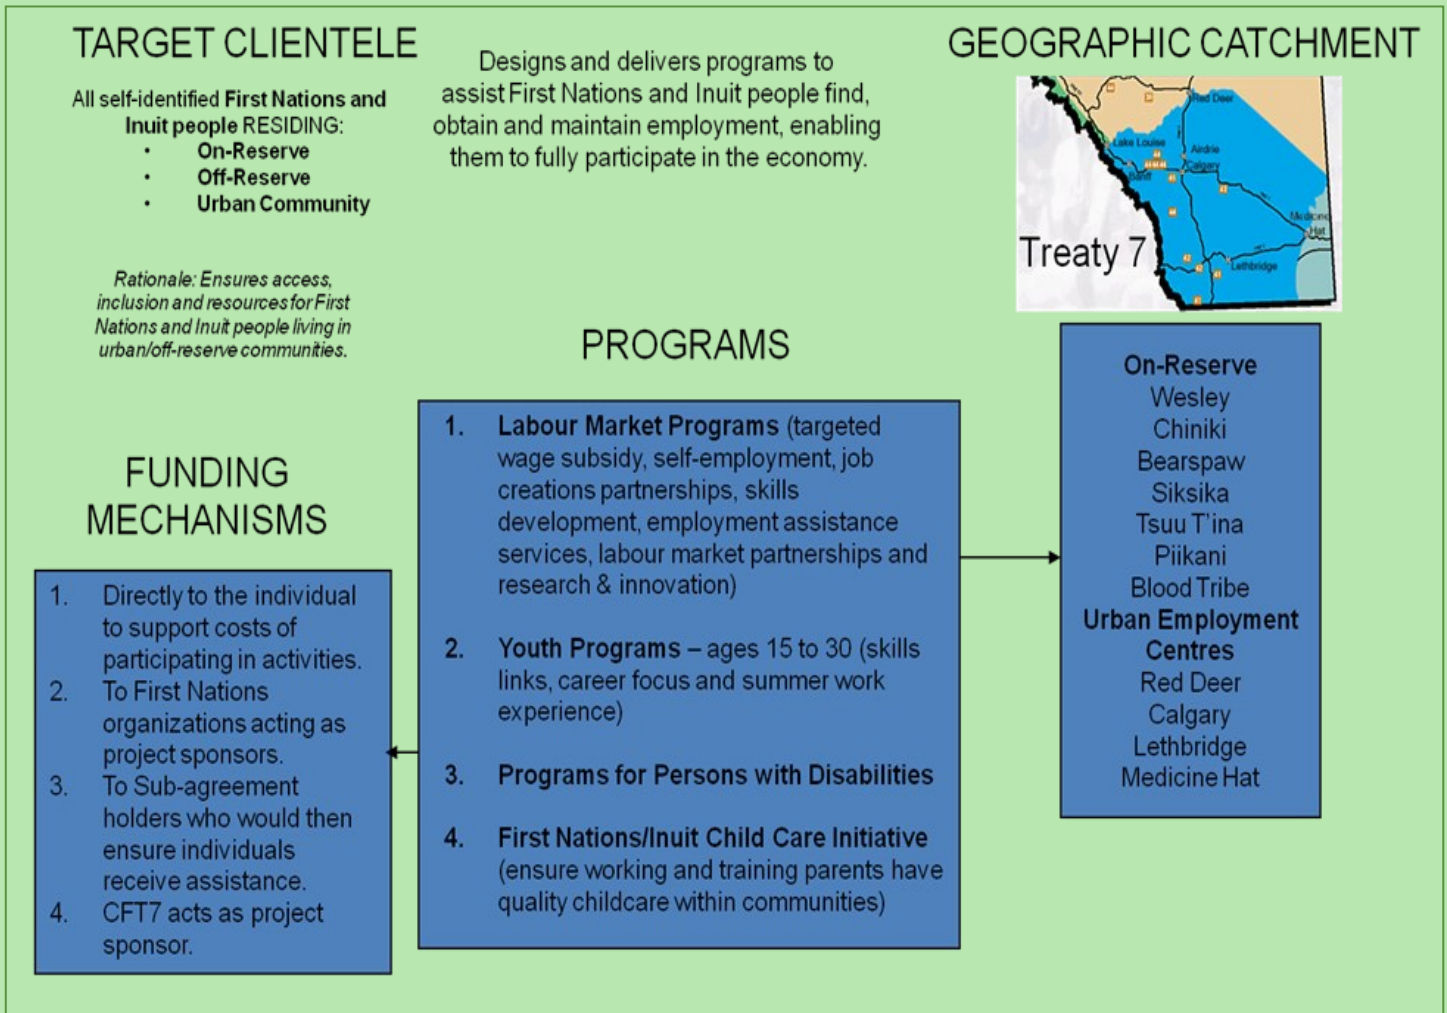 TARGET CLIENTELE
All self-identified First Nations and
Inuit people RESIDING:
• On-Reserve
• Off-Reserve
• Urban Community
Rationale: Ensures access,
inclusion and resources for First
Nations and Inuit people living in
urban/off-reserve communities.
Designs and delivers programs to
assist First Nations and Inuit people find,
obtain and maintain employment, enabling
them to fully participate in the economy.
GEOGRAPHIC CATCHMENT
Red Deer
Lake Louise
Airdrie
Calgary
Banff
Medicine
Hat
Treaty 7
Lethbridge
FUNDING
MECHANISMS
1. Directly to the individual
to support costs of
participating in activities.
2. To First Nations
organizations acting as
project sponsors.
3. To Sub-agreement
holders who would then
ensure individuals
receive assistance.
4. CFT7 acts as project
sponsor.
PROGRAMS
1. Labour Market Programs (targeted
wage subsidy, self-employment, job
creations partnerships, skills
development, employment assistance
services, labour market partnerships and
research & innovation)
2. Youth Programs – ages 15 to 30 (skills
links, career focus and summer work
experience)
3. Programs for Persons with Disabilities
4. First Nations/Inuit Child Care Initiative
(ensure working and training parents have
quality childcare within communities)
On-Reserve
Wesley
Chiniki
Bearspaw
Siksika
Tsuu T'ina
Piikani
Blood Tribe
Urban Employment
Centres
Red Deer
Calgary
Lethbridge
Medicine Hat